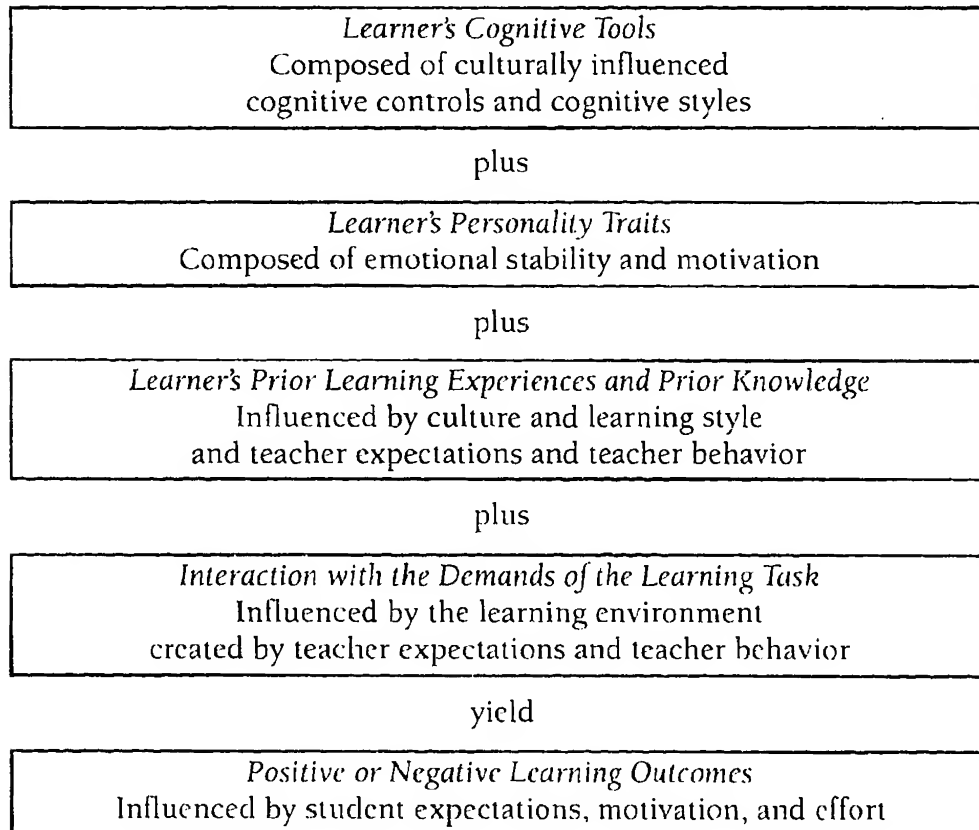 Learner's Cognitive Tools
Composed of culturally influenced
cognitive controls and cognitive styles
plus
Learner's Personality Traits
Composed of emotional stability and motivation
plus
Learner's Prior Learning Experiences and Prior Knowledge
Influenced by culture and learning style
and teacher expectations and teacher behavior
plus
Interaction with the Demands of the Learning Task
Influenced by the learning environment
created by teacher expectations and teacher behavior
yield
Positive or Negative Learning Outcomes
Influenced by student expectations, motivation, and effort